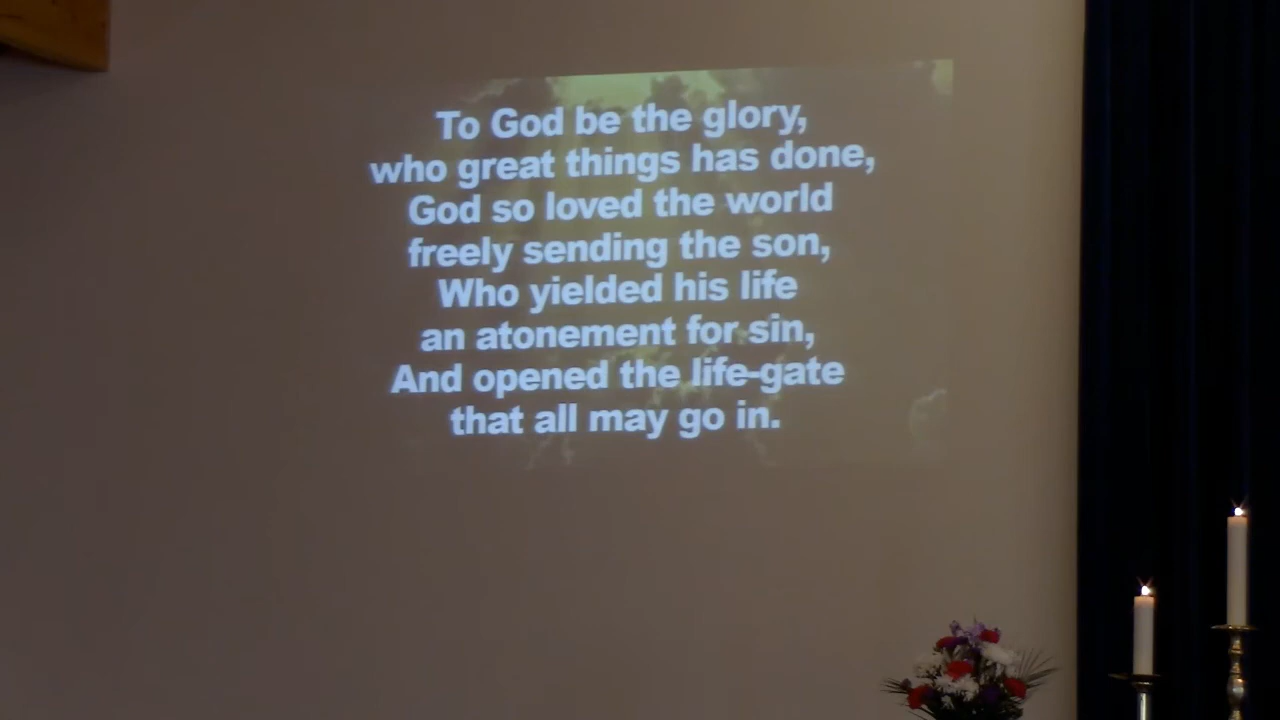 To God be the glory,
who great things has done,
God so loved the world
freely sending the son,
Who yielded his life
an atonement for sin,
And opened the life-gate
that all may go in.